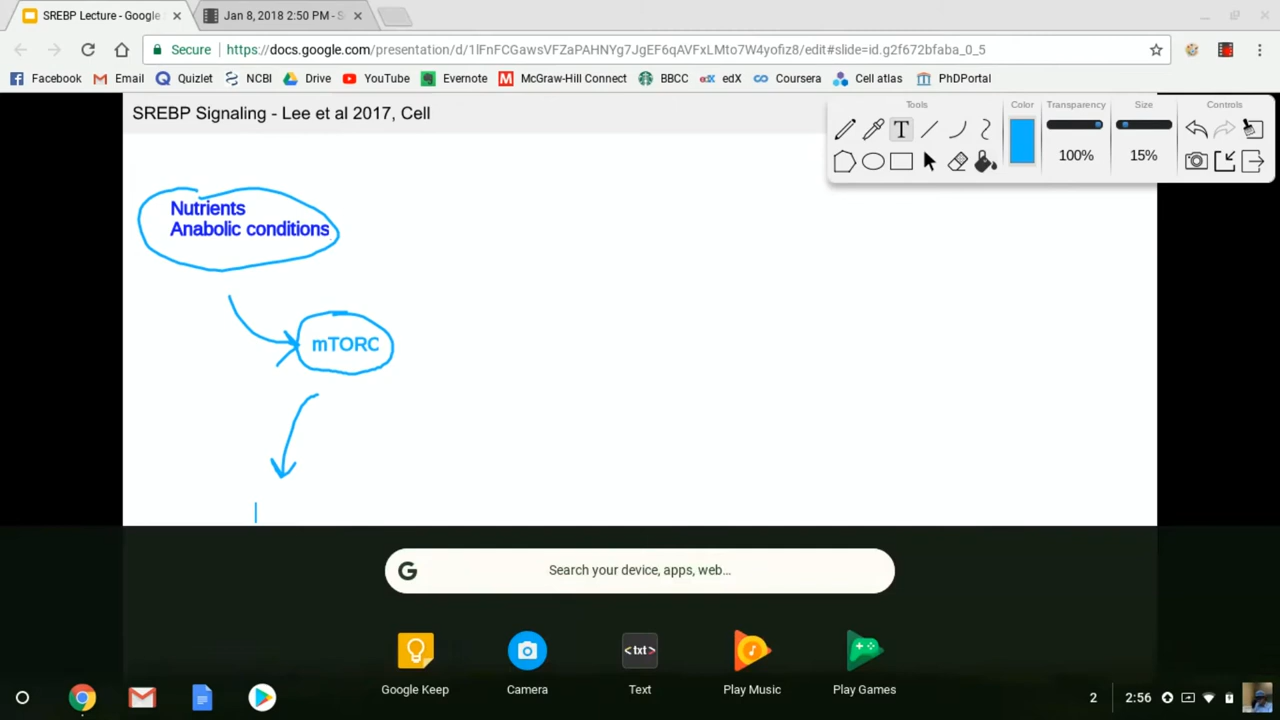 SREBP Lecture - Google
Jan 8, 2018 2:50 PM - S
Secure
https://docs.google.com/presentation/d/1lFnFCGawsVFZaPAHNYg7JgEF6qAVFxLMto7W4yofiz8/edit#slide=id.g2f672bfaba_0_5
Facebook
Email
Quizlet
NCBI
Drive
YouTube
Evernote
McGraw-Hill Connect
BBCC
edX
Coursera
Cell atlas
PhDPortal
SREBP Signaling - Lee et al 2017, Cell
Tools
Color
Transparency
Size
Controls
100%
15%
Nutrients
Anabolic conditions
mTORC
Search your device, apps, web...
<txt>
Google Keep
Camera
Text
Play Music
Play Games
2
2:56